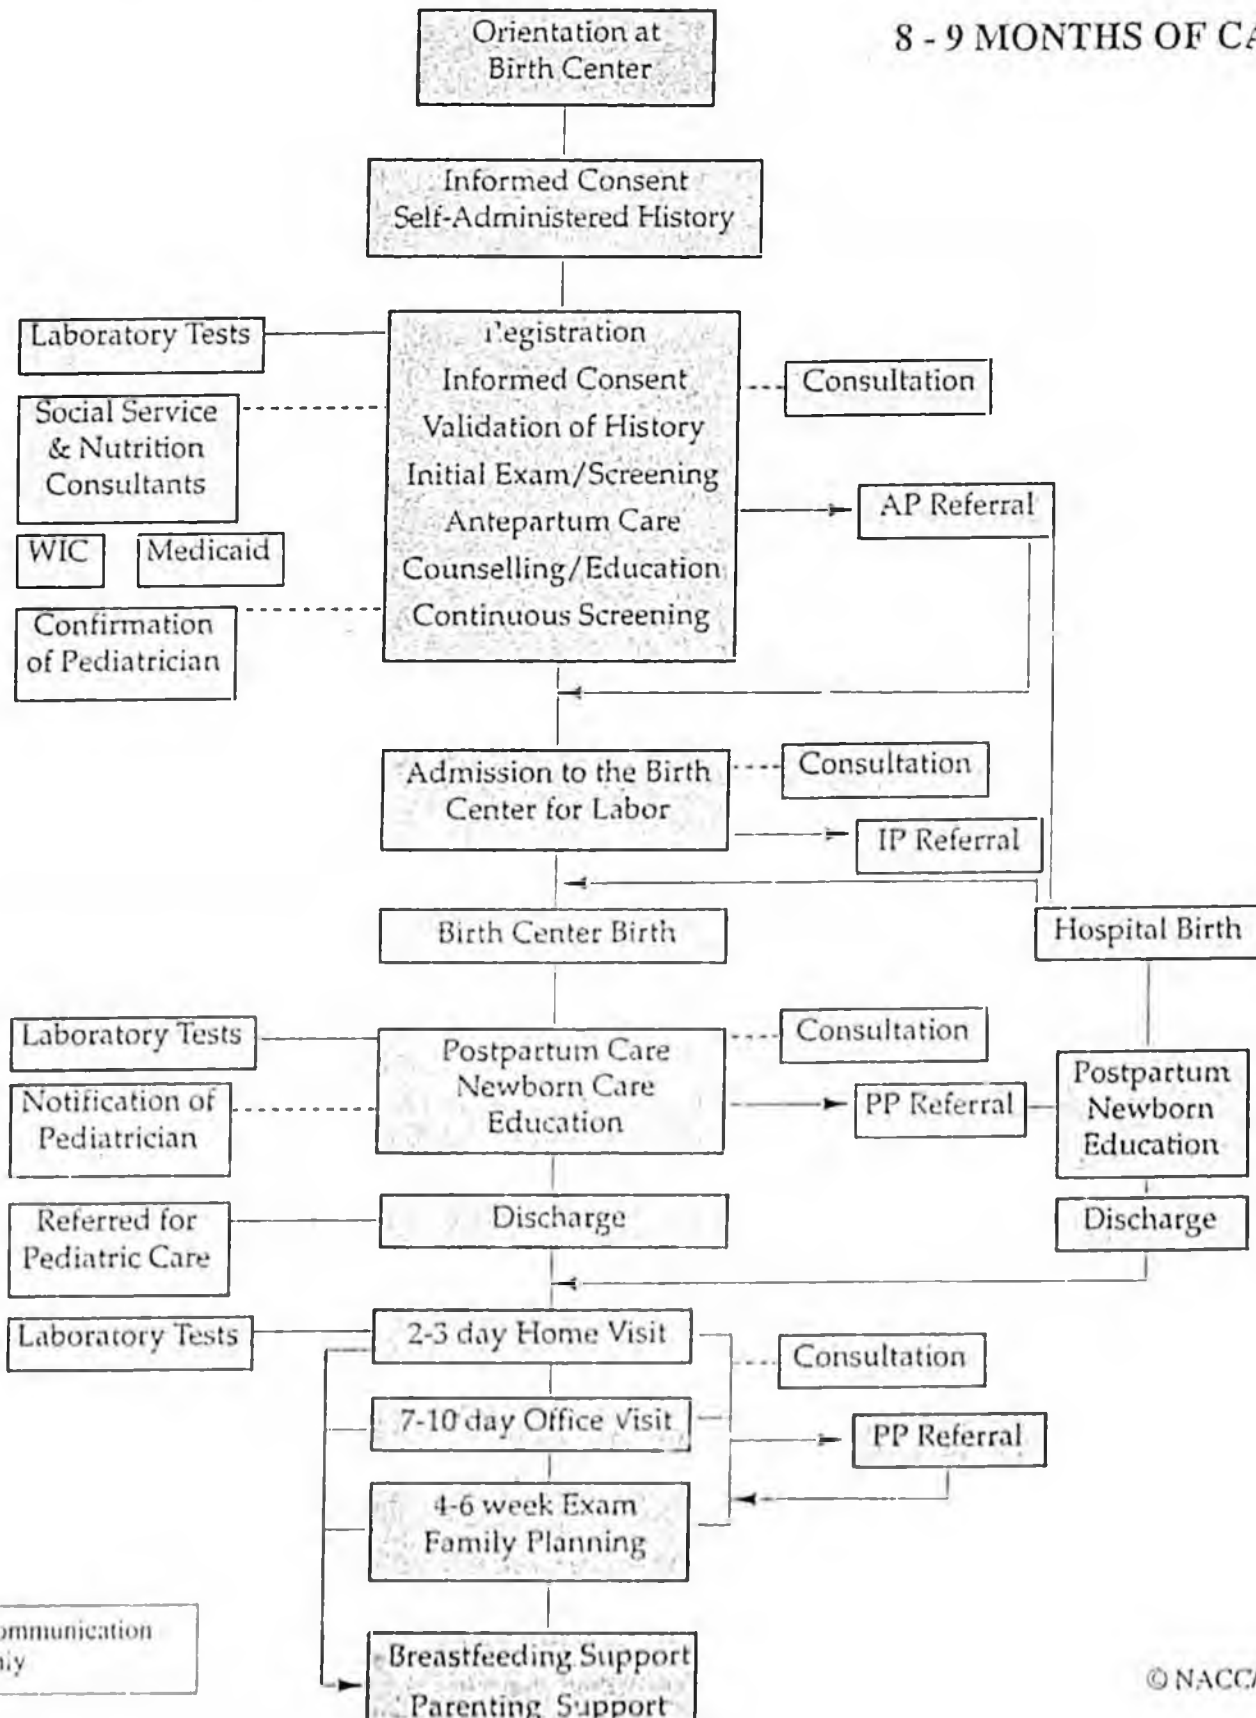 8 - 9 MONTHS OF CA
Orientation at
Birth Center
Informed Consent
Self-Administered History
Laboratory Tests
Social Service
& Nutrition
Consultants
WIC
Medicaid
Confirmation
of Pediatrician
Registration
Informed Consent
Validation of History
Initial Exam/Screening
Antepartum Care
Counselling/Education
Continuous Screening
Consultation
AP Referral
Admission to the Birth
Center for Labor
Consultation
IP Referral
Birth Center Birth
Hospital Birth
Laboratory Tests
Notification of
Pediatrician
Postpartum Care
Newborn Care
Education
Consultation
PP Referral
Postpartum
Newborn
Education
Referred for
Pediatric Care
Discharge
Discharge
Laboratory Tests
2-3 day Home Visit
Consultation
7-10 day Office Visit
PP Referral
4-6 week Exam
Family Planning
ommunication
nly
Breastfeeding Support
Parenting Support
© NACCA